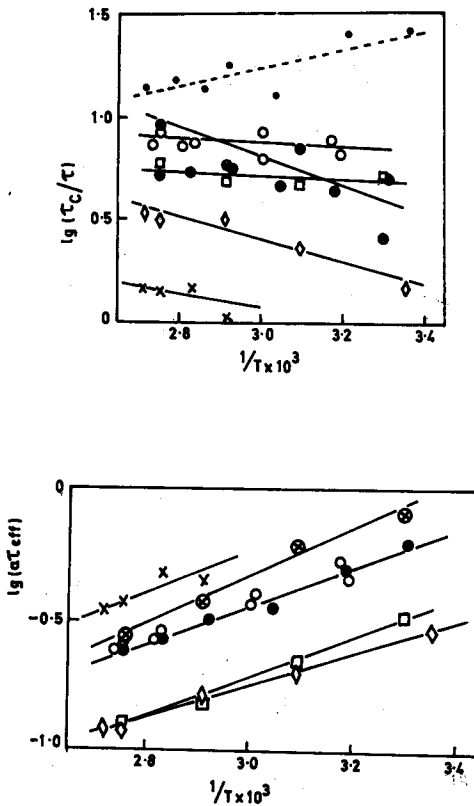 1·5
1·0
0·5
0
lg (τC/τ)
2.8 3.0 3.2 3.4
1/T × 10³
0
-0.5
-1.0
lg (aτeff)
2.8 3.0 3.2 3.4
1/T × 10³